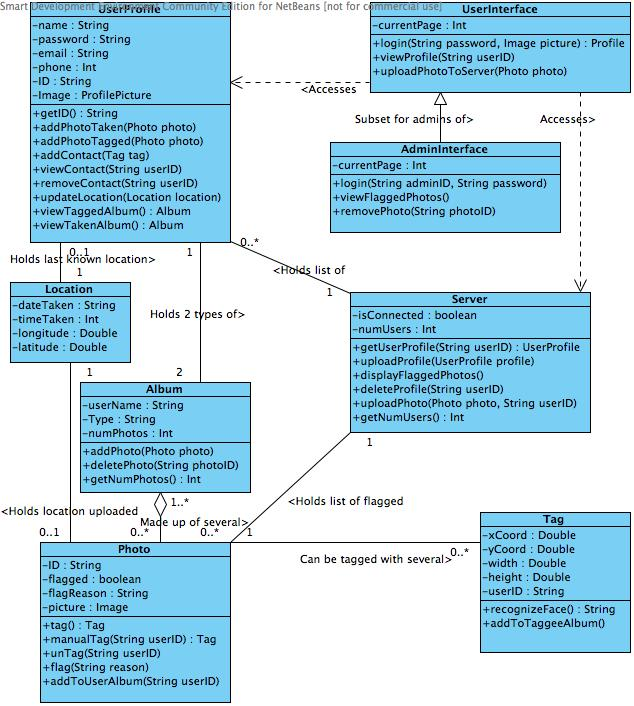 Smart Development Environment Community Edition for NetBeans [not for commercial use]
UserProfile
-name : String
-password : String
-email : String
-phone : Int
-ID : String
-Image : ProfilePicture
+getID() : String
+addPhotoTaken(Photo photo)
+addPhotoTagged(Photo photo)
+addContact(Tag tag)
+viewContact(String userID)
+removeContact(String userID)
+updateLocation(Location location)
+viewTaggedAlbum() : Album
+viewTakenAlbum() : Album
UserInterface
-currentPage : Int
+login(String password, Image picture) : Profile
+viewProfile(String userID)
+uploadPhotoToServer(Photo photo)
<Accesses
Subset for admins of>
Accesses>
AdminInterface
-currentPage : Int
+login(String adminID, String password)
+viewFlaggedPhotos()
+removePhoto(String photoID)
0..1
1
0..*
Holds last known location>
1
<Holds list of
1
Location
-dateTaken : String
-timeTaken : Int
-longitude : Double
-latitude : Double
Holds 2 types of>
Server
-isConnected : boolean
-numUsers : Int
+getUserProfile(String userID) : UserProfile
+uploadProfile(UserProfile profile)
+displayFlaggedPhotos()
+deleteProfile(String userID)
+uploadPhoto(Photo photo, String userID)
+getNumUsers() : Int
1
2
1
Album
-userName : String
-Type : String
-numPhotos : Int
+addPhoto(Photo photo)
+deletePhoto(String photoID)
+getNumPhotos() : Int
1..*
<Holds list of flagged
<Holds location uploaded
Made up of several>
0..1
0..*
0..*
1
Can be tagged with several>
0..*
Photo
-ID : String
-flagged : boolean
-flagReason : String
-picture : Image
+tag() : Tag
+manualTag(String userID) : Tag
+unTag(String userID)
+flag(String reason)
+addToUserAlbum(String userID)
Tag
-xCoord : Double
-yCoord : Double
-width : Double
-height : Double
-userID : String
+recognizeFace() : String
+addToTaggeeAlbum()